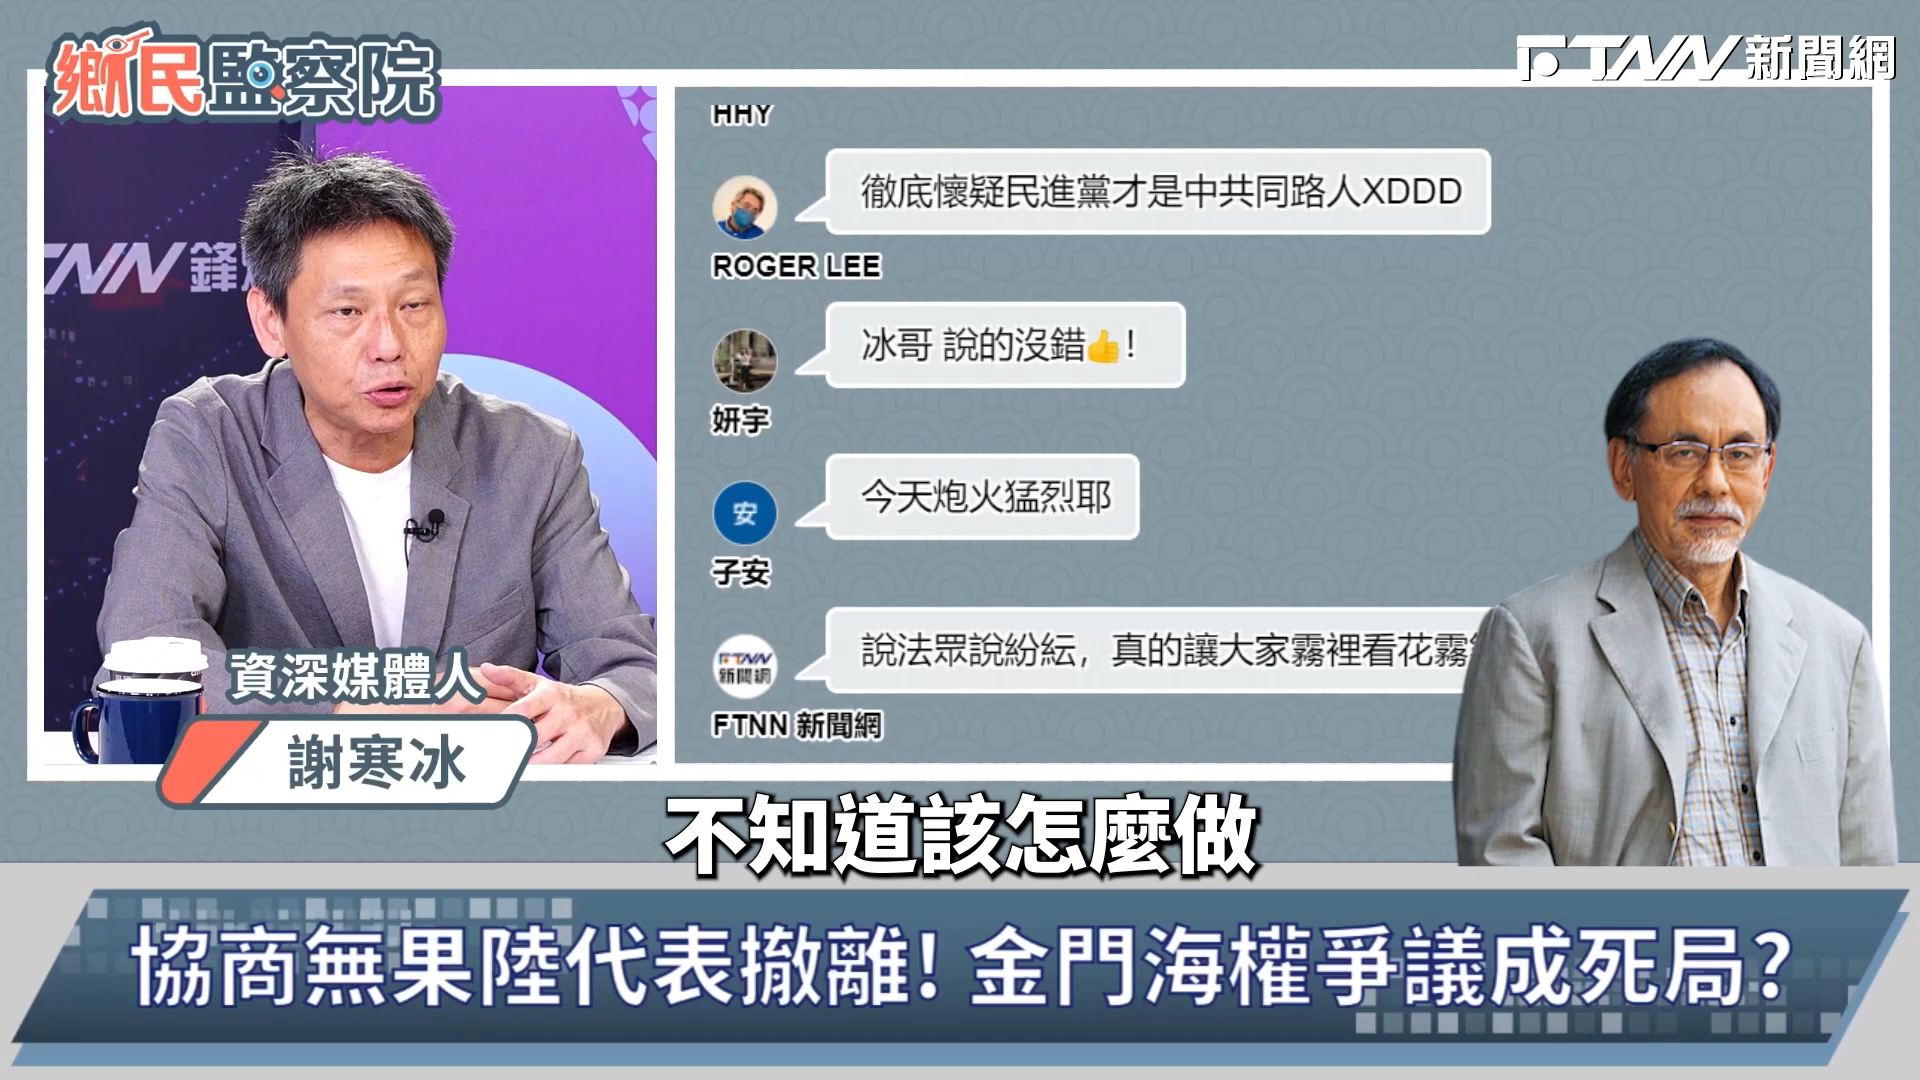 鄉民監察院
FTNN新聞網
TNN 鋒
HHY
徹底懷疑民進黨才是中共同路人XDDD
ROGER LEE
冰哥 說的沒錯👍！
妍宇
今天炮火猛烈耶
安
子安
說法眾說紛紜，真的讓大家霧裡看花霧
FTNN
新聞網
FTNN 新聞網
資深媒體人
謝寒冰
不知道該怎麼做
協商無果陸代表撤離！金門海權爭議成死局？